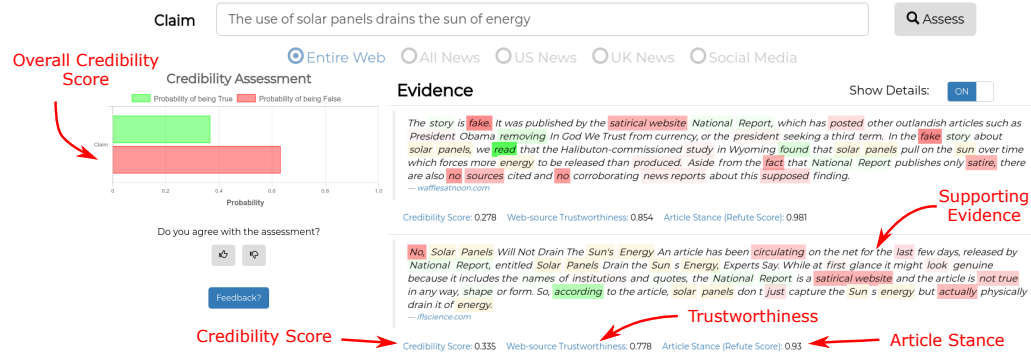 Claim
The use of solar panels drains the sun of energy
Assess
Entire Web
All News
US News
UK News
Social Media
Overall Credibility
Score
Credibility Assessment
Probability of being True
Probability of being False
Claim
0
0.2
0.4
0.6
0.8
1.0
Probability
Do you agree with the assessment?
Feedback?
Evidence
Show Details:
ON
The story is fake. It was published by the satirical website National Report, which has posted other outlandish articles such as
President Obama removing In God We Trust from currency, or the president seeking a third term. In the fake story about
solar panels, we read that the Halibuton-commissioned study in Wyoming found that solar panels pull on the sun over time
which forces more energy to be released than produced. Aside from the fact that National Report publishes only satire, there
are also no sources cited and no corroborating news reports about this supposed finding.
— wafflesatnoon.com
Credibility Score: 0.278
Web-source Trustworthiness: 0.854
Article Stance (Refute Score): 0.981
Supporting
Evidence
No, Solar Panels Will Not Drain The Sun's Energy An article has been circulating on the net for the last few days, released by
National Report, entitled Solar Panels Drain the Sun s Energy, Experts Say. While at first glance it might look genuine
because it includes the names of institutions and quotes, the National Report is a satirical website and the article is not true
in any way, shape or form. So, according to the article, solar panels don t just capture the Sun s energy but actually physically
drain it of energy.
— iflscience.com
Trustworthiness
Credibility Score
Credibility Score: 0.335
Web-source Trustworthiness: 0.778
Article Stance (Refute Score): 0.93
Article Stance